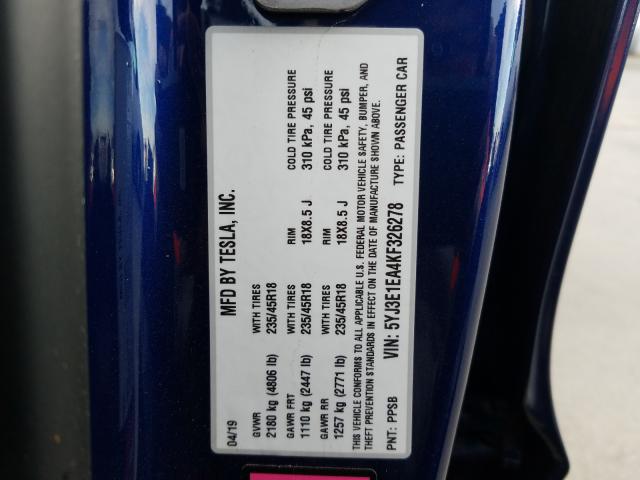 04/19 MFD BY TESLA, INC.
GVWR WITH TIRES
2180 kg (4806 lb) 235/45R18
GAWR FRT WITH TIRES RIM COLD TIRE PRESSURE
1110 kg (2447 lb) 235/45R18 18X8.5 J 310 kPa, 45 psi
GAWR RR WITH TIRES RIM COLD TIRE PRESSURE
1257 kg (2771 lb) 235/45R18 18X8.5 J 310 kPa, 45 psi
THIS VEHICLE CONFORMS TO ALL APPLICABLE U.S. FEDERAL MOTOR VEHICLE SAFETY, BUMPER, AND
THEFT PREVENTION STANDARDS IN EFFECT ON THE DATE OF MANUFACTURE SHOWN ABOVE.
PNT: PPSB VIN: 5YJ3E1EA4KF326278 TYPE: PASSENGER CAR